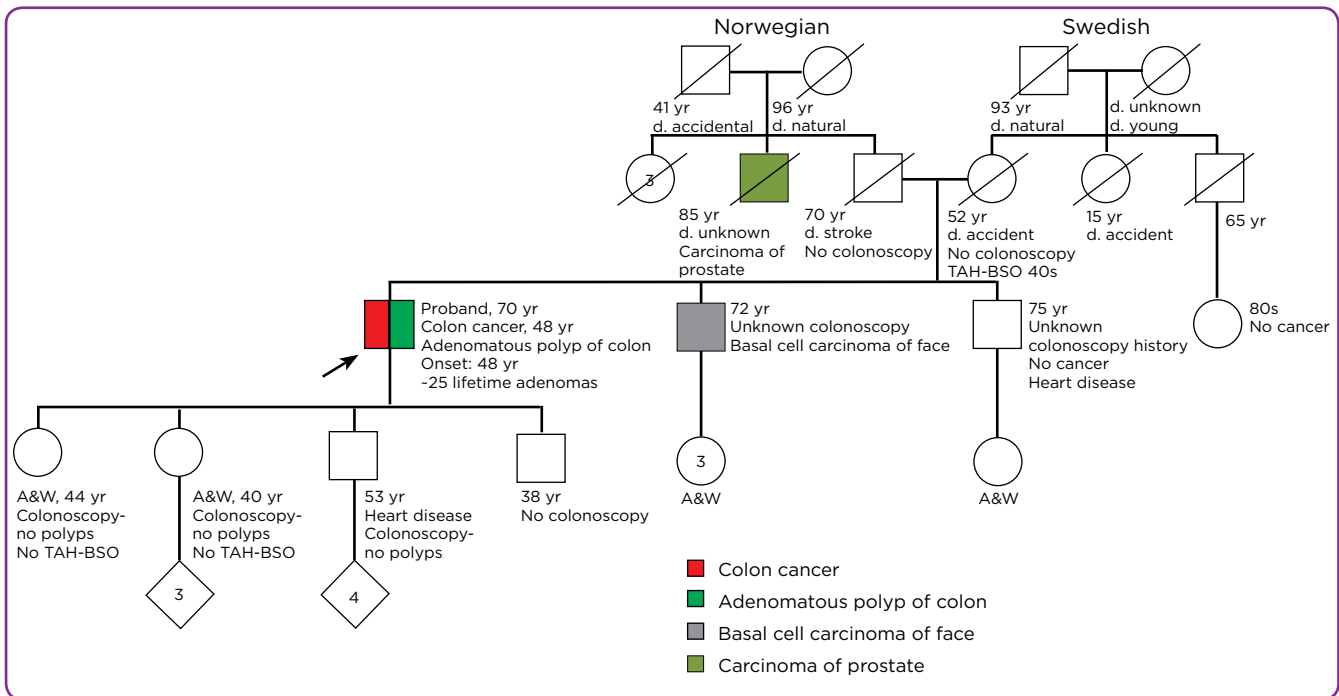 Norwegian
Swedish
41 yr
d. accidental
96 yr
d. natural
93 yr
d. natural
d. unknown
d. young
3
85 yr
d. unknown
Carcinoma of
prostate
70 yr
d. stroke
No colonoscopy
52 yr
d. accident
No colonoscopy
TAH-BSO 40s
15 yr
d. accident
65 yr
Proband, 70 yr
Colon cancer, 48 yr
Adenomatous polyp of colon
Onset: 48 yr
~25 lifetime adenomas
72 yr
Unknown colonoscopy
Basal cell carcinoma of face
75 yr
Unknown
colonoscopy history
No cancer
Heart disease
80s
No cancer
A&W, 44 yr
Colonoscopy-
no polyps
No TAH-BSO
A&W, 40 yr
Colonoscopy-
no polyps
No TAH-BSO
53 yr
Heart disease
Colonoscopy-
no polyps
38 yr
No colonoscopy
3
A&W
A&W
3
4
Colon cancer
Adenomatous polyp of colon
Basal cell carcinoma of face
Carcinoma of prostate